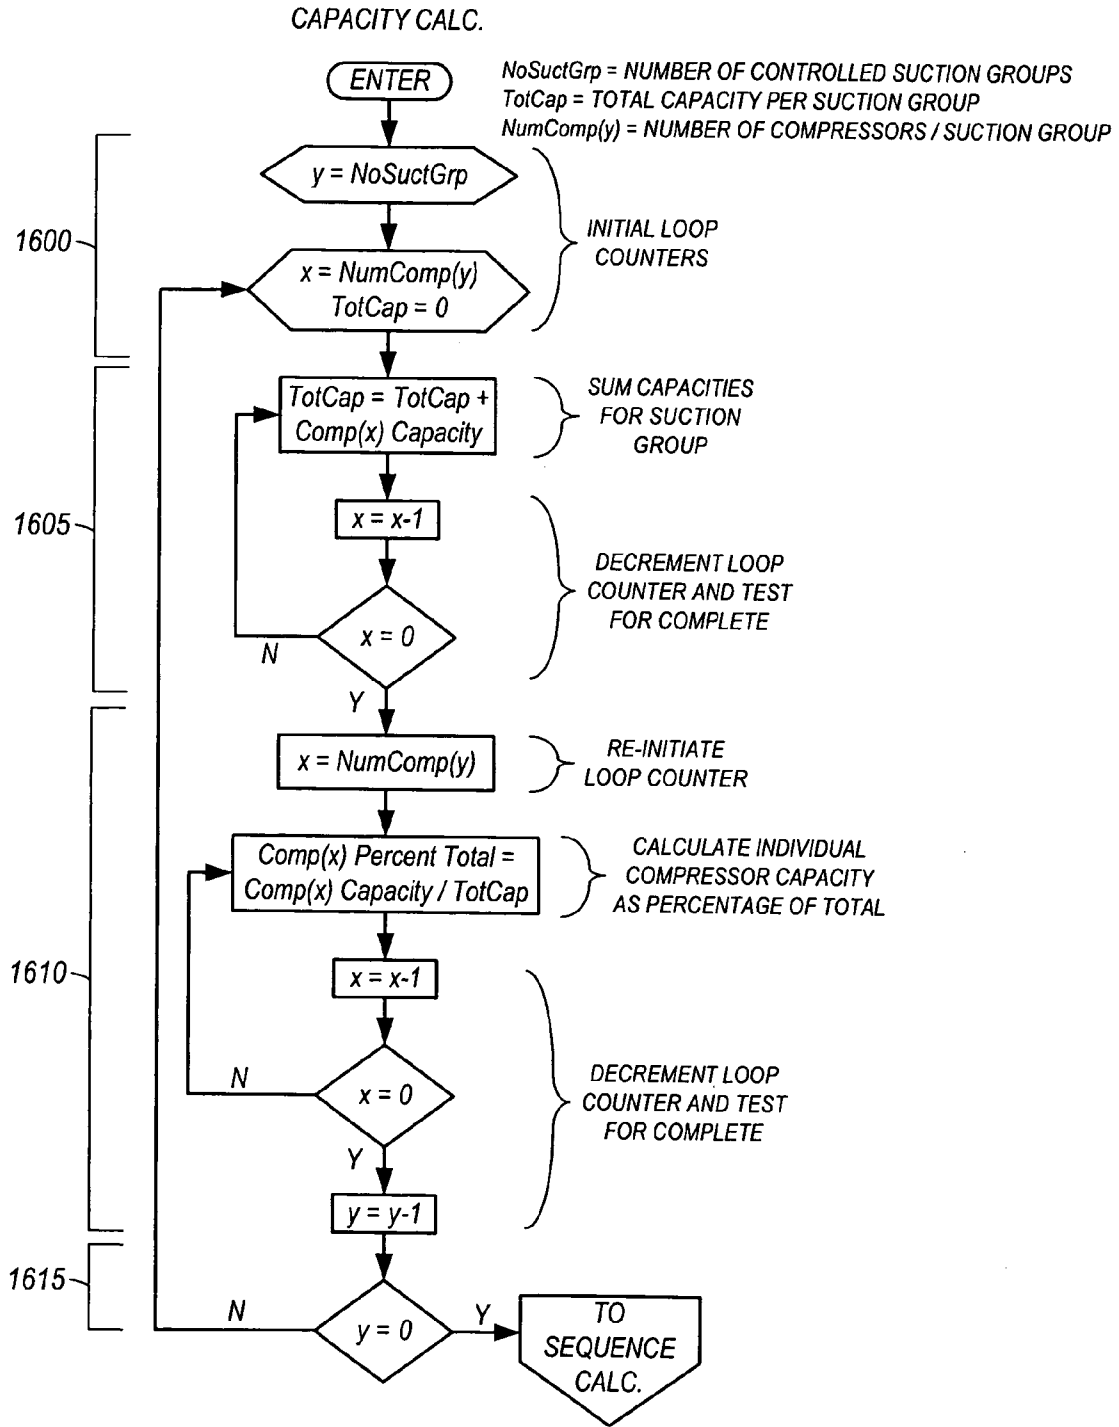 CAPACITY CALC.
ENTER
NoSuctGrp = NUMBER OF CONTROLLED SUCTION GROUPS
TotCap = TOTAL CAPACITY PER SUCTION GROUP
NumComp(y) = NUMBER OF COMPRESSORS / SUCTION GROUP
y = NoSuctGrp
1600
INITIAL LOOP
COUNTERS
x = NumComp(y)
TotCap = 0
TotCap = TotCap +
Comp(x) Capacity
SUM CAPACITIES
FOR SUCTION
GROUP
1605
x = x-1
DECREMENT LOOP
COUNTER AND TEST
FOR COMPLETE
x = 0
N
Y
x = NumComp(y)
RE-INITIATE
LOOP COUNTER
Comp(x) Percent Total =
Comp(x) Capacity / TotCap
CALCULATE INDIVIDUAL
COMPRESSOR CAPACITY
AS PERCENTAGE OF TOTAL
1610
x = x-1
N
x = 0
DECREMENT LOOP
COUNTER AND TEST
FOR COMPLETE
Y
y = y-1
1615
N
y = 0
Y
TO
SEQUENCE
CALC.